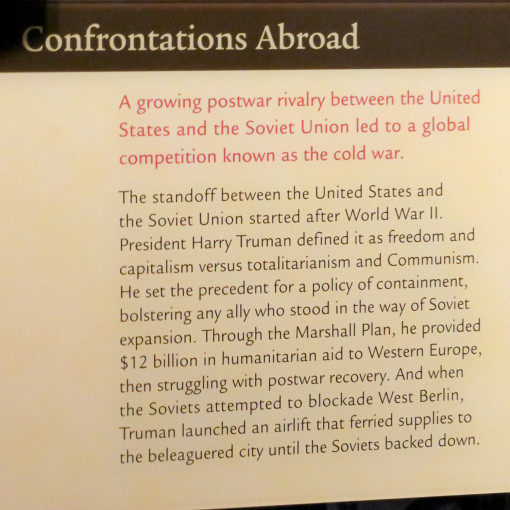 Confrontations Abroad
A growing postwar rivalry between the United
States and the Soviet Union led to a global
competition known as the cold war.
The standoff between the United States and
the Soviet Union started after World War II.
President Harry Truman defined it as freedom and
capitalism versus totalitarianism and Communism.
He set the precedent for a policy of containment,
bolstering any ally who stood in the way of Soviet
expansion. Through the Marshall Plan, he provided
$12 billion in humanitarian aid to Western Europe,
then struggling with postwar recovery. And when
the Soviets attempted to blockade West Berlin,
Truman launched an airlift that ferried supplies to
the beleaguered city until the Soviets backed down.